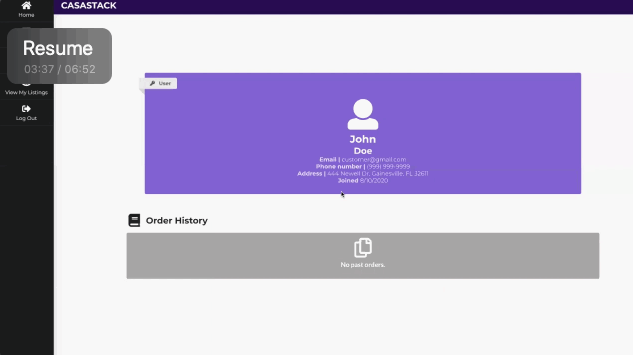 CASASTACK
Home
Resume
03:37 / 06:52
View My Listings
Log Out
User
John
Doe
Email | customer@gmail.com
Phone number | (999) 999-9999
Address | 444 Newell Dr, Gainesville, FL 32611
Joined 8/10/2020
Order History
No past orders.